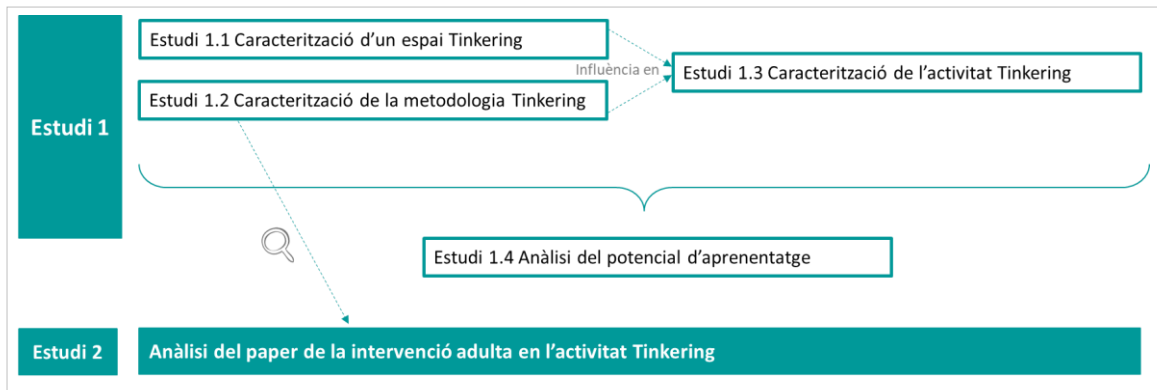 Estudi 1
Estudi 1.1 Caracterització d’un espai Tinkering
Influència en
Estudi 1.3 Caracterització de l’activitat Tinkering
Estudi 1.2 Caracterització de la metodologia Tinkering
Estudi 1.4 Anàlisi del potencial d’aprenentatge
Estudi 2
Anàlisi del paper de la intervenció adulta en l’activitat Tinkering